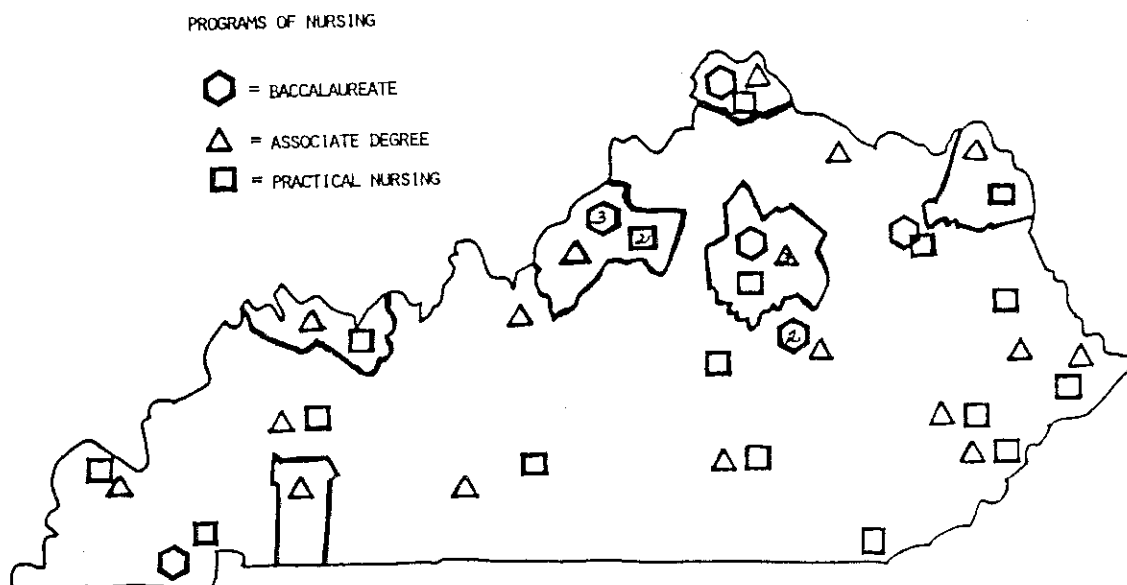 PROGRAMS OF NURSING
= BACCALAUREATE
= ASSOCIATE DEGREE
= PRACTICAL NURSING
3
2
2